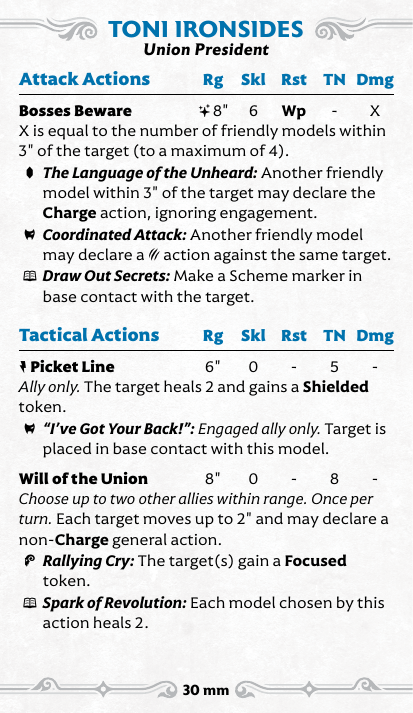 TONI IRONSIDES
Union President
Attack Actions Rg Skl Rst TN Dmg
Bosses Beware 8" 6 Wp - X
X is equal to the number of friendly models within
3" of the target (to a maximum of 4).
The Language of the Unheard: Another friendly
model within 3" of the target may declare the
Charge action, ignoring engagement.
Coordinated Attack: Another friendly model
may declare a action against the same target.
Draw Out Secrets: Make a Scheme marker in
base contact with the target.
Tactical Actions Rg Skl Rst TN Dmg
Picket Line 6" 0 - 5 -
Ally only. The target heals 2 and gains a Shielded
token.
“I’ve Got Your Back!”: Engaged ally only. Target is
placed in base contact with this model.
Will of the Union 8" 0 - 8 -
Choose up to two other allies within range. Once per
turn. Each target moves up to 2" and may declare a
non-Charge general action.
Rallying Cry: The target(s) gain a Focused
token.
Spark of Revolution: Each model chosen by this
action heals 2.
30 mm